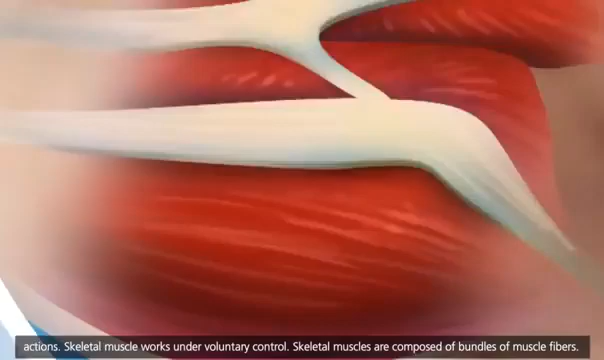 actions. Skeletal muscle works under voluntary control. Skeletal muscles are composed of bundles of muscle fibers.